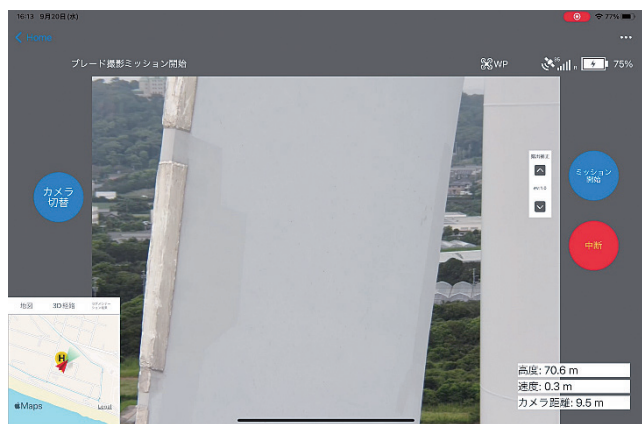 16:13 9月20日(水)
77%
Home
ブレード撮影ミッション開始
WP
75%
カメラ
切替
ミッション
開始
中断
地図 3D経路
H
Maps
Legal
高度: 70.6 m
速度: 0.3 m
カメラ距離: 9.5 m